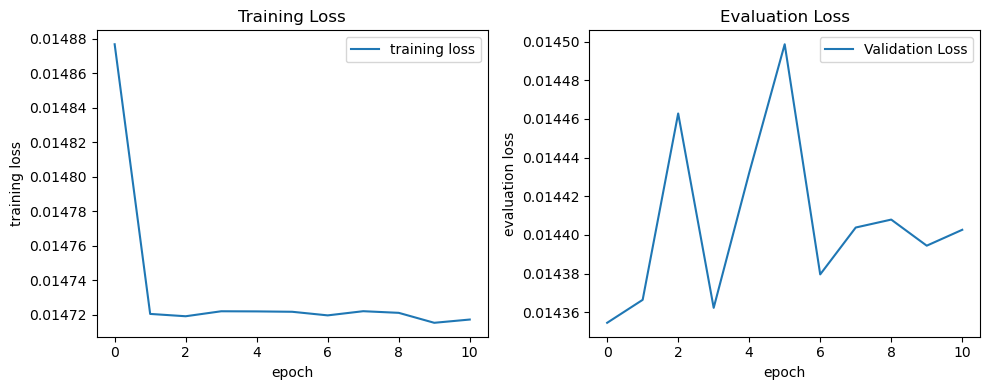 Training Loss
training loss
0.01488
0.01486
0.01484
0.01482
0.01480
0.01478
0.01476
0.01474
0.01472
training loss
0 2 4 6 8 10
epoch
Evaluation Loss
Validation Loss
0.01450
0.01448
0.01446
0.01444
0.01442
0.01440
0.01438
0.01436
evaluation loss
0 2 4 6 8 10
epoch